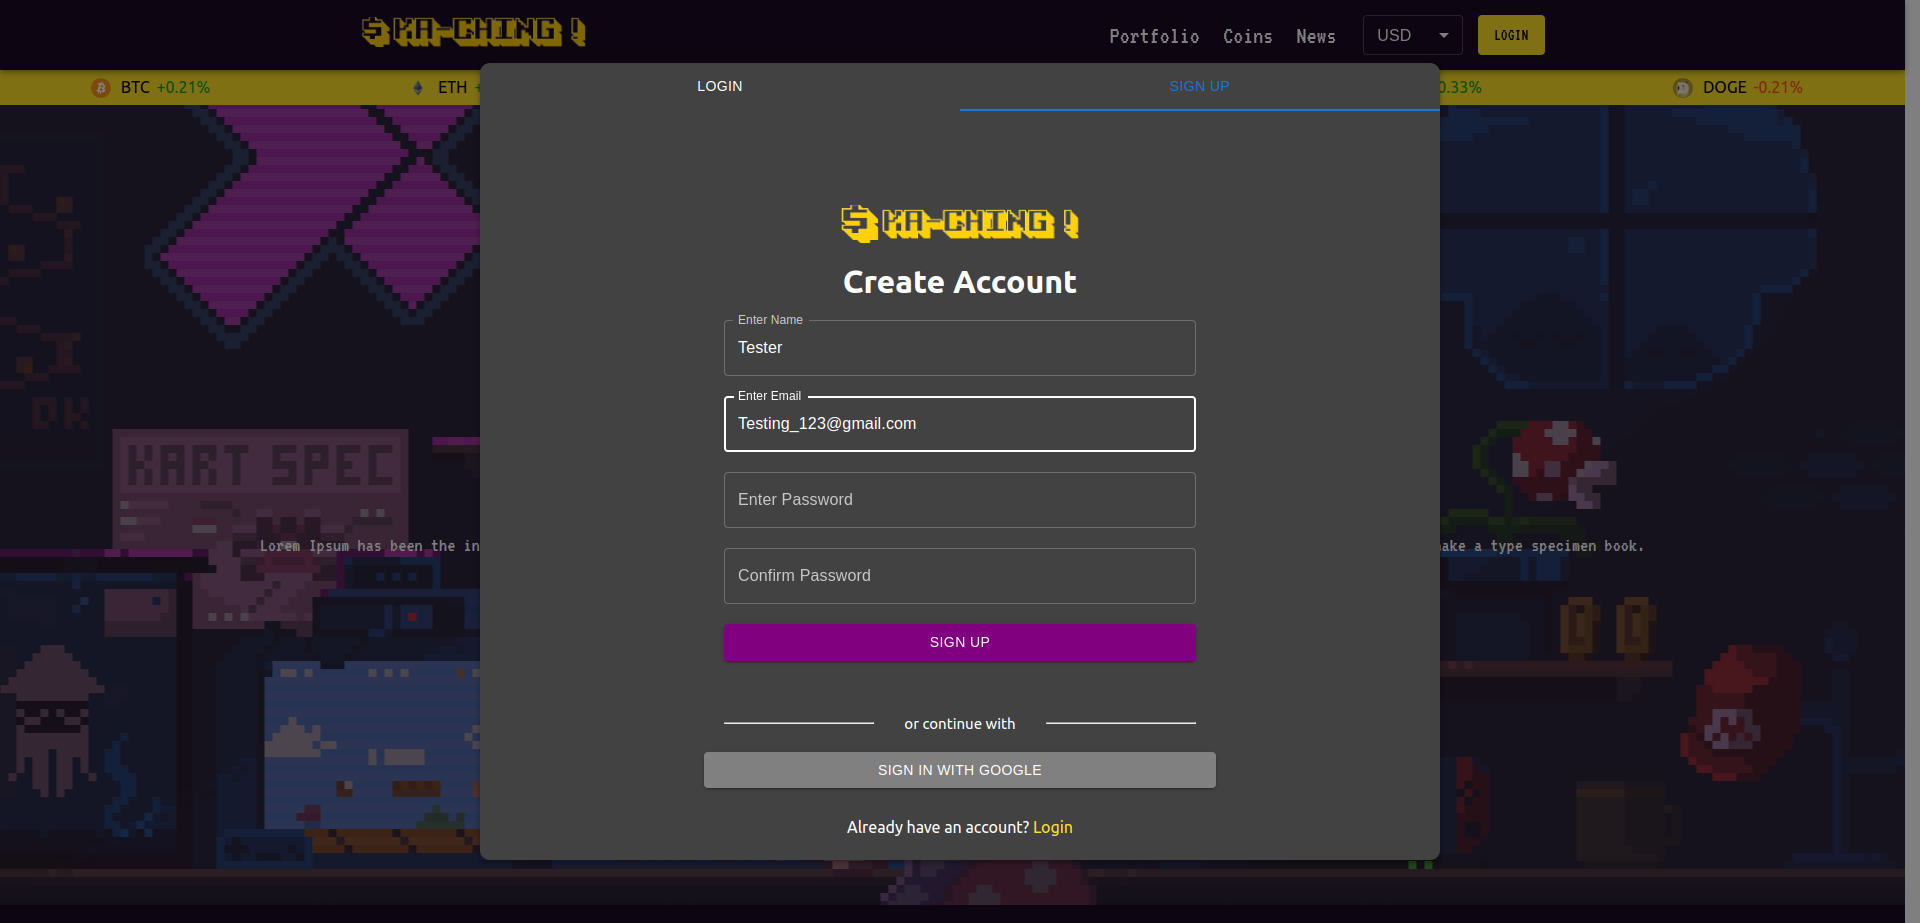 $ KA-CHING !
Portfolio Coins News USD LOGIN
BTC +0.21% ETH + 0.33% DOGE -0.21%
LOGIN SIGN UP
$ KA-CHING !
Create Account
Enter Name
Tester
Enter Email
Testing_123@gmail.com
Enter Password
Confirm Password
SIGN UP
or continue with
SIGN IN WITH GOOGLE
Already have an account? Login
DK
KART SPEC
Lorem Ipsum has been the in
make a type specimen book.